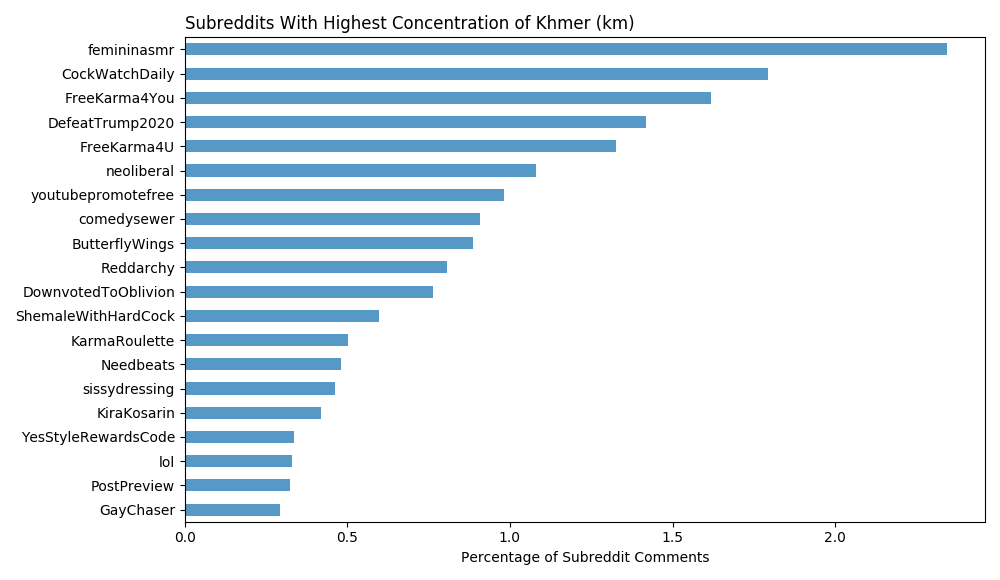 Subreddits With Highest Concentration of Khmer (km)
femininasmr
CockWatchDaily
FreeKarma4You
DefeatTrump2020
FreeKarma4U
neoliberal
youtubepromotefree
comedysewer
ButterflyWings
Reddarchy
DownvotedToOblivion
ShemaleWithHardCock
KarmaRoulette
Needbeats
sissydressing
KiraKosarin
YesStyleRewardsCode
lol
PostPreview
GayChaser
0.0 0.5 1.0 1.5 2.0
Percentage of Subreddit Comments